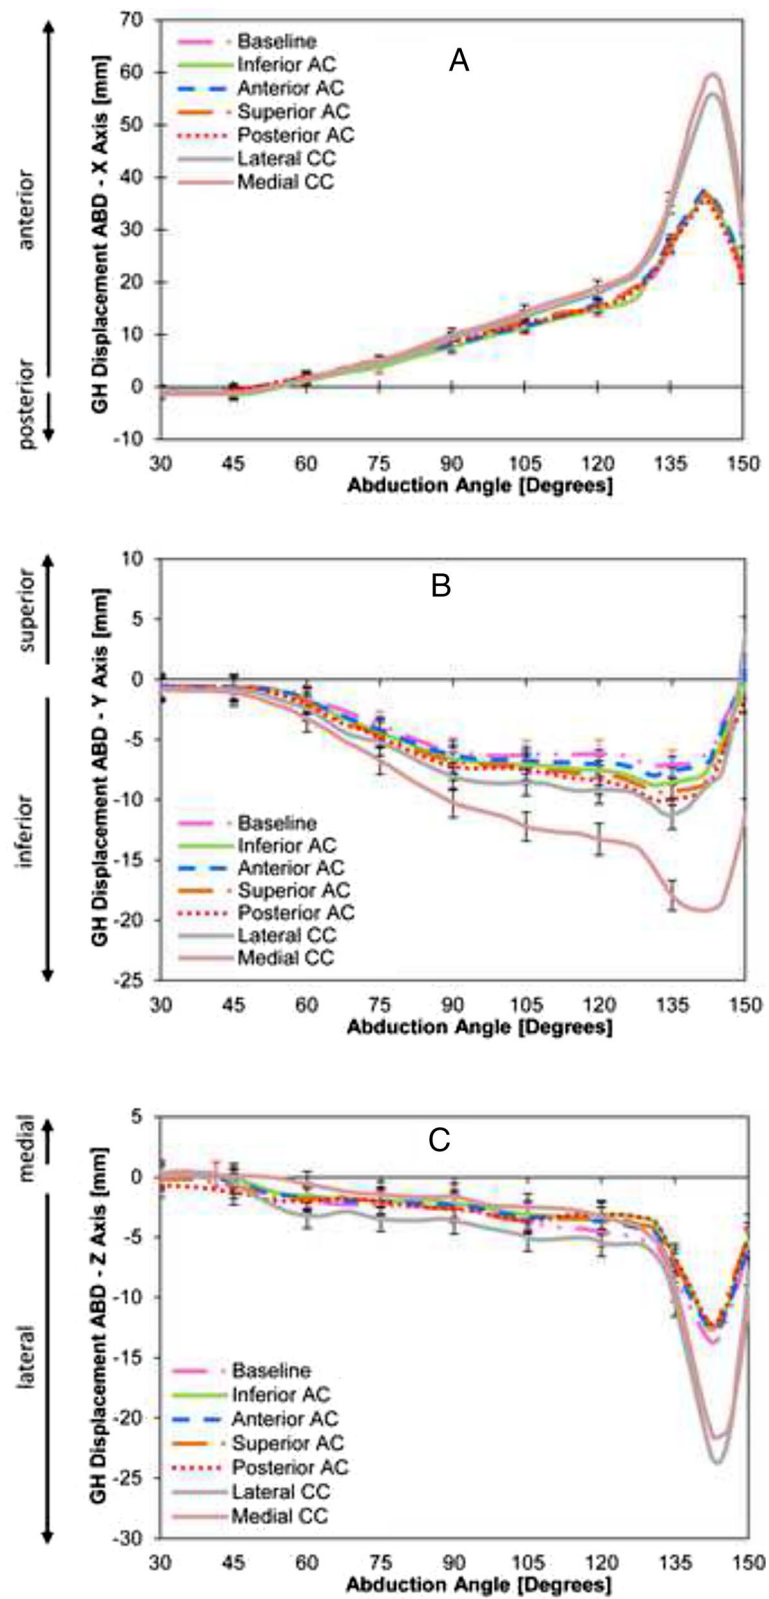 A
GH Displacement ABD - X Axis [mm]
anterior
posterior
70
60
50
40
30
20
10
0
-10
Baseline
Inferior AC
Anterior AC
Superior AC
Posterior AC
Lateral CC
Medial CC
30 45 60 75 90 105 120 135 150
Abduction Angle [Degrees]
B
GH Displacement ABD - Y Axis [mm]
superior
inferior
10
5
0
-5
-10
-15
-20
-25
Baseline
Inferior AC
Anterior AC
Superior AC
Posterior AC
Lateral CC
Medial CC
30 45 60 75 90 105 120 135 150
Abduction Angle [Degrees]
C
GH Displacement ABD - Z Axis [mm]
medial
lateral
5
0
-5
-10
-15
-20
-25
-30
Baseline
Inferior AC
Anterior AC
Superior AC
Posterior AC
Lateral CC
Medial CC
30 45 60 75 90 105 120 135 150
Abduction Angle [Degrees]